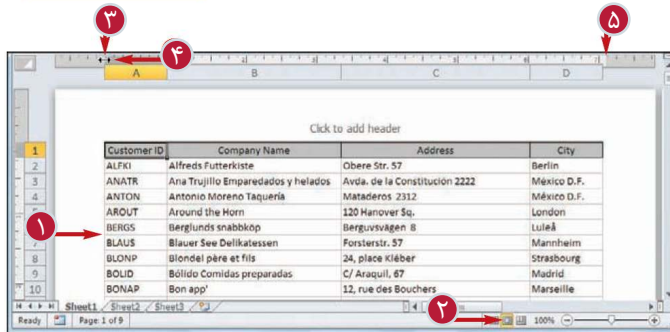 ۳
۵
۴
A B C D
Click to add header
1 Customer ID Company Name Address City
2 ALFKI Alfreds Futterkiste Obere Str. 57 Berlin
3 ANATR Ana Trujillo Emparedados y helados Avda. de la Constitución 2222 México D.F.
4 ANTON Antonio Moreno Taquería Mataderos 2312 México D.F.
AROUT Around the Horn 120 Hanover Sq. London
۱
BERGS Berglunds snabbköp Berguvsvägen 8 Luleå
7 BLAUS Blauer See Delikatessen Forsterstr. 57 Mannheim
8 BLONP Blondel père et fils 24, place Kléber Strasbourg
9 BOLID Bólido Comidas preparadas C/ Araquil, 67 Madrid
10 BONAP Bon app' 12, rue des Bouchers Marseille
۲
Sheet1 Sheet2 Sheet3
Ready Page: 1 of 9 100%